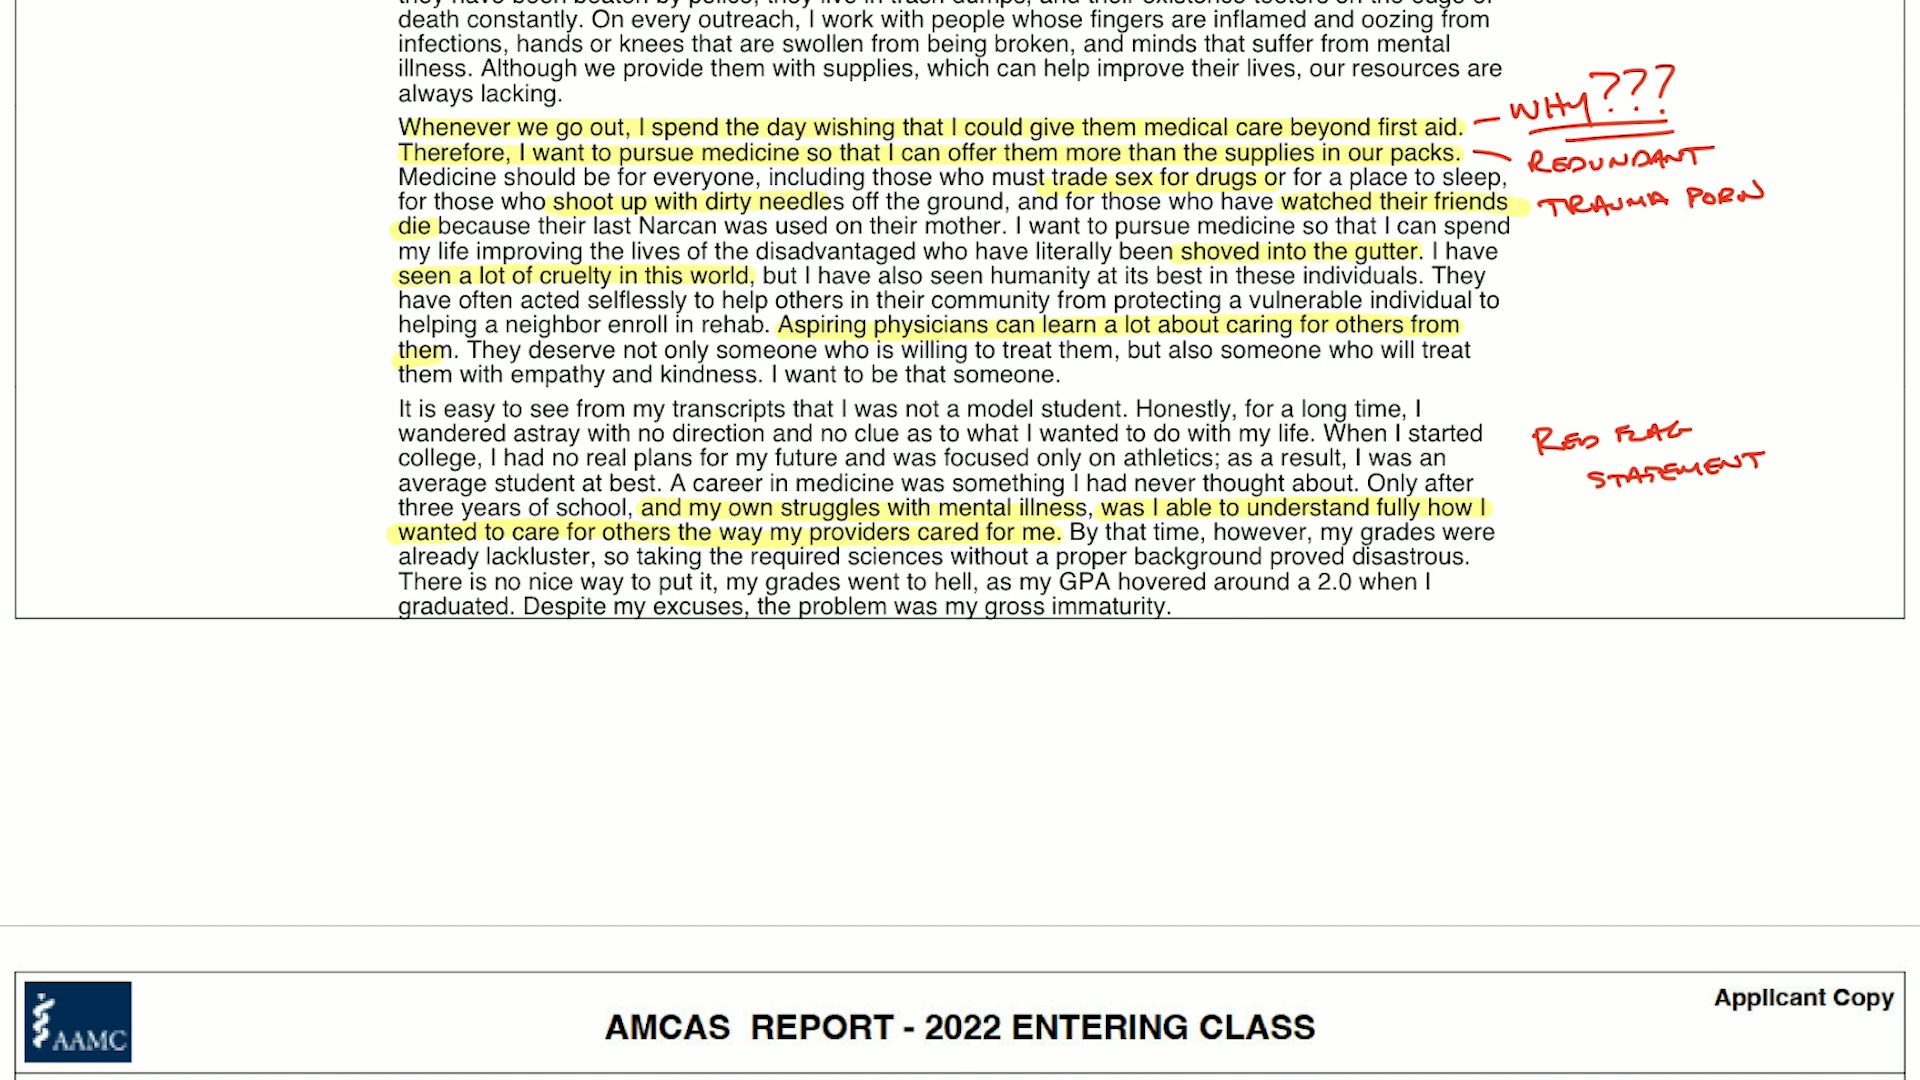 they have been beaten by police, they live in trash dumps, and their existence teeters on the edge of
death constantly. On every outreach, I work with people whose fingers are inflamed and oozing from
infections, hands or knees that are swollen from being broken, and minds that suffer from mental
illness. Although we provide them with supplies, which can help improve their lives, our resources are
always lacking.
Whenever we go out, I spend the day wishing that I could give them medical care beyond first aid.
WHY???
Therefore, I want to pursue medicine so that I can offer them more than the supplies in our packs.
REDUNDANT
Medicine should be for everyone, including those who must trade sex for drugs or for a place to sleep,
for those who shoot up with dirty needles off the ground, and for those who have watched their friends
TRAUMA PORN
die because their last Narcan was used on their mother. I want to pursue medicine so that I can spend
my life improving the lives of the disadvantaged who have literally been shoved into the gutter. I have
seen a lot of cruelty in this world, but I have also seen humanity at its best in these individuals. They
have often acted selflessly to help others in their community from protecting a vulnerable individual to
helping a neighbor enroll in rehab. Aspiring physicians can learn a lot about caring for others from
them. They deserve not only someone who is willing to treat them, but also someone who will treat
them with empathy and kindness. I want to be that someone.
It is easy to see from my transcripts that I was not a model student. Honestly, for a long time, I
wandered astray with no direction and no clue as to what I wanted to do with my life. When I started
RED FLAG
college, I had no real plans for my future and was focused only on athletics; as a result, I was an
STATEMENT
average student at best. A career in medicine was something I had never thought about. Only after
three years of school, and my own struggles with mental illness, was I able to understand fully how I
wanted to care for others the way my providers cared for me. By that time, however, my grades were
already lackluster, so taking the required sciences without a proper background proved disastrous.
There is no nice way to put it, my grades went to hell, as my GPA hovered around a 2.0 when I
graduated. Despite my excuses, the problem was my gross immaturity.
Applicant Copy
AAMC
AMCAS REPORT - 2022 ENTERING CLASS